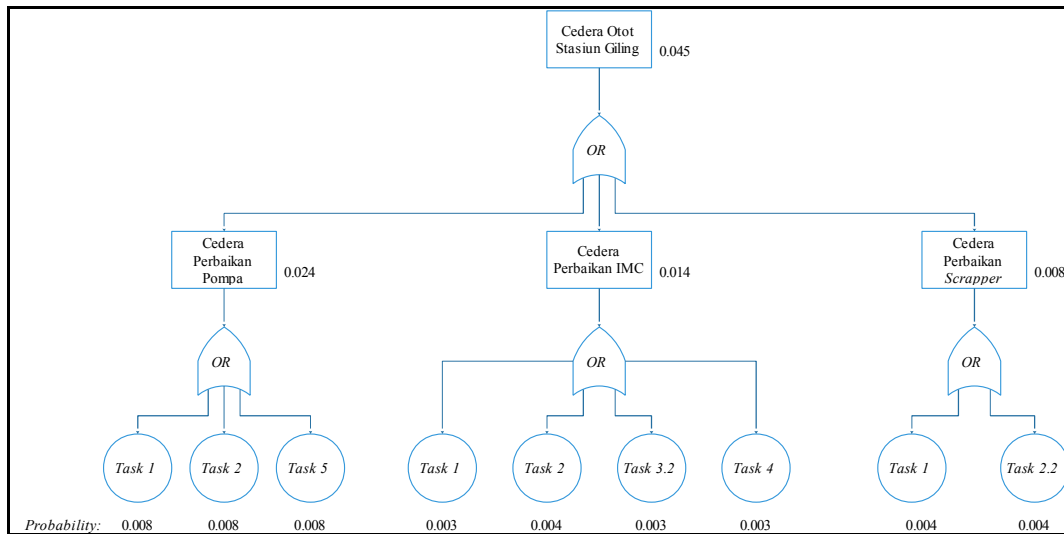 Cedera Otot
Stasiun Giling
0.045
OR
Cedera
Perbaikan
Pompa
0.024
Cedera
Perbaikan IMC
0.014
Cedera
Perbaikan
Scrapper
0.008
OR
OR
OR
Task 1
Task 2
Task 5
Task 1
Task 2
Task 3.2
Task 4
Task 1
Task 2.2
Probability: 0.008 0.008 0.008 0.003 0.004 0.003 0.003 0.004 0.004